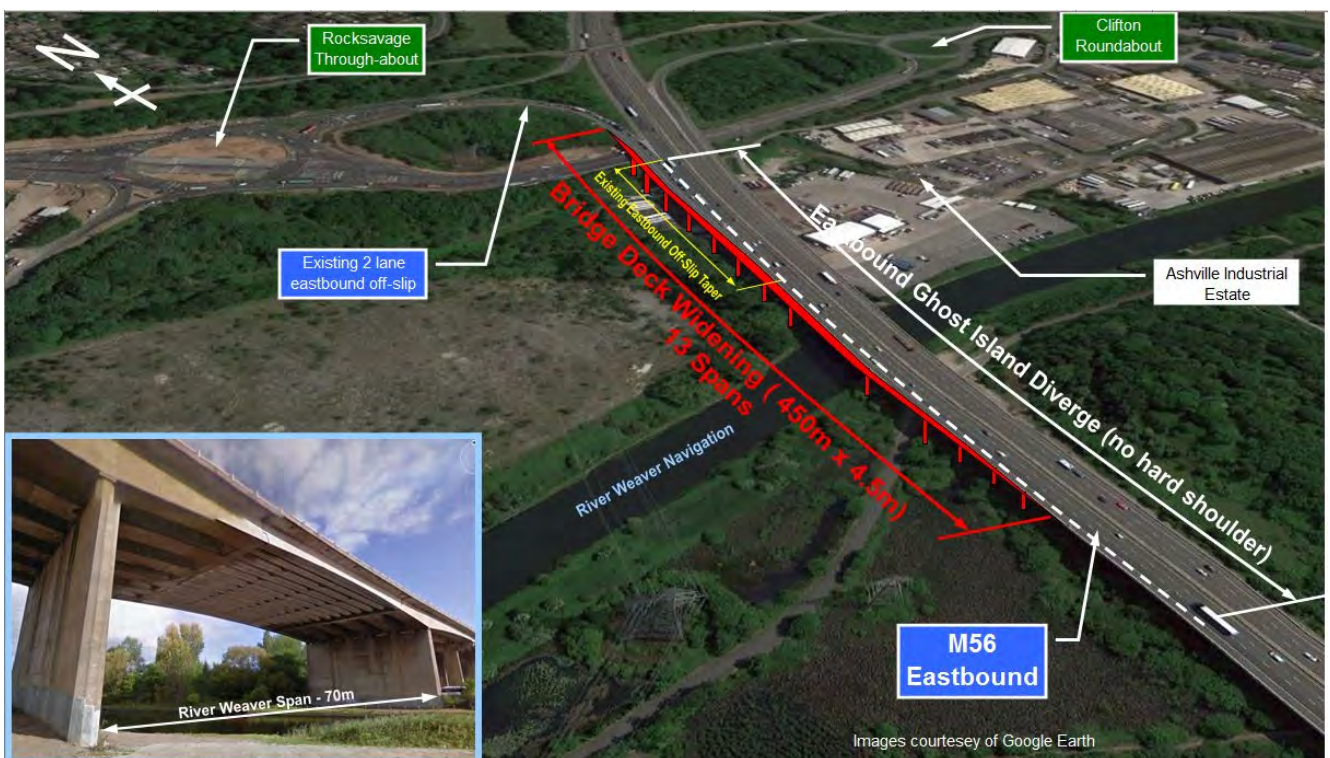 N
Rocksavage
Through-about
Clifton
Roundabout
Existing 2 lane
eastbound off-slip
Existing Eastbound Off-Slip Taper
Bridge Deck Widening ( 450m x 4.5m)
13 Spans
Eastbound Ghost Island Diverge (no hard shoulder)
Ashville Industrial
Estate
River Weaver Navigation
M56
Eastbound
River Weaver Span - 70m
Images courtesey of Google Earth